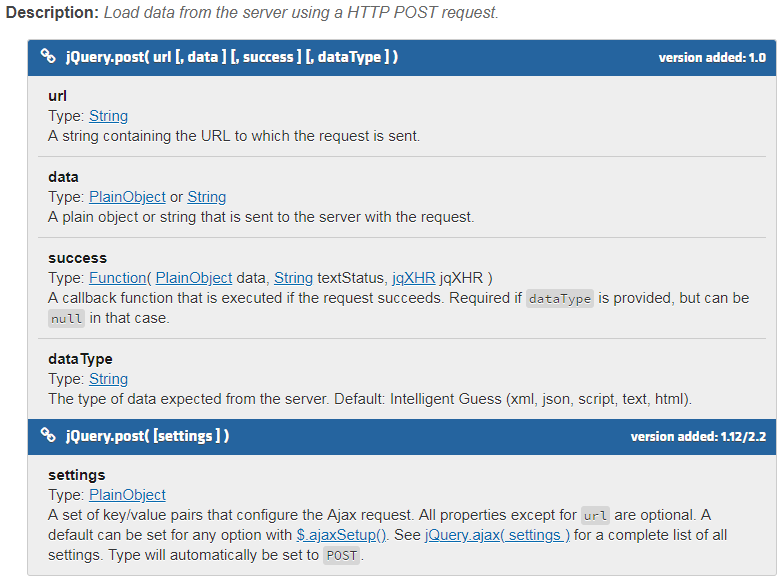 Description: Load data from the server using a HTTP POST request.
jQuery.post( url [, data ] [, success ] [, dataType ] )
version added: 1.0
url
Type: String
A string containing the URL to which the request is sent.
data
Type: PlainObject or String
A plain object or string that is sent to the server with the request.
success
Type: Function( PlainObject data, String textStatus, jqXHR jqXHR )
A callback function that is executed if the request succeeds. Required if dataType is provided, but can be
null in that case.
dataType
Type: String
The type of data expected from the server. Default: Intelligent Guess (xml, json, script, text, html).
jQuery.post( [settings ] )
version added: 1.12/2.2
settings
Type: PlainObject
A set of key/value pairs that configure the Ajax request. All properties except for url are optional. A
default can be set for any option with $.ajaxSetup(). See jQuery.ajax( settings ) for a complete list of all
settings. Type will automatically be set to POST.